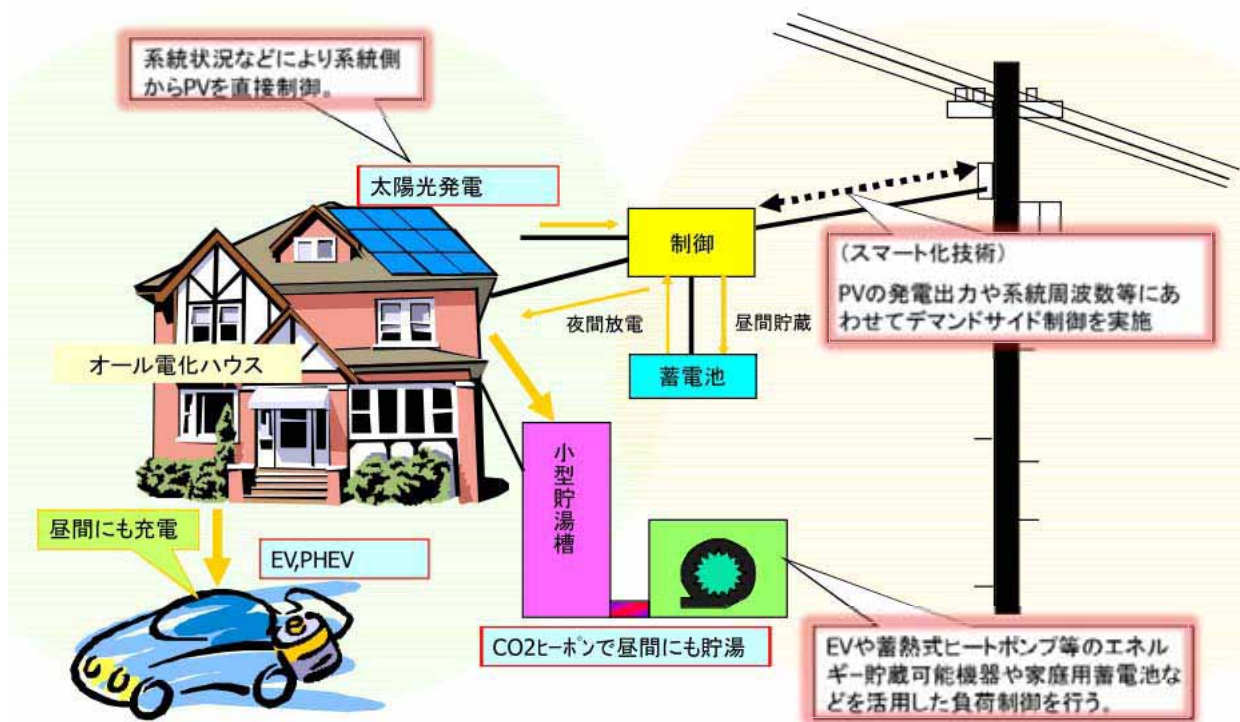 系統状況などにより系統側
からPVを直接制御。
太陽光発電
制御
(スマート化技術)
PVの発電出力や系統周波数等にあ
わせてデマンドサイド制御を実施
夜間放電
昼間貯蔵
オール電化ハウス
蓄電池
小型貯湯槽
昼間にも充電
EV,PHEV
CO2ヒーポンで昼間にも貯湯
EVや蓄熱式ヒートポンプ等のエネル
ギー貯蔵可能機器や家庭用蓄電池な
どを活用した負荷制御を行う。